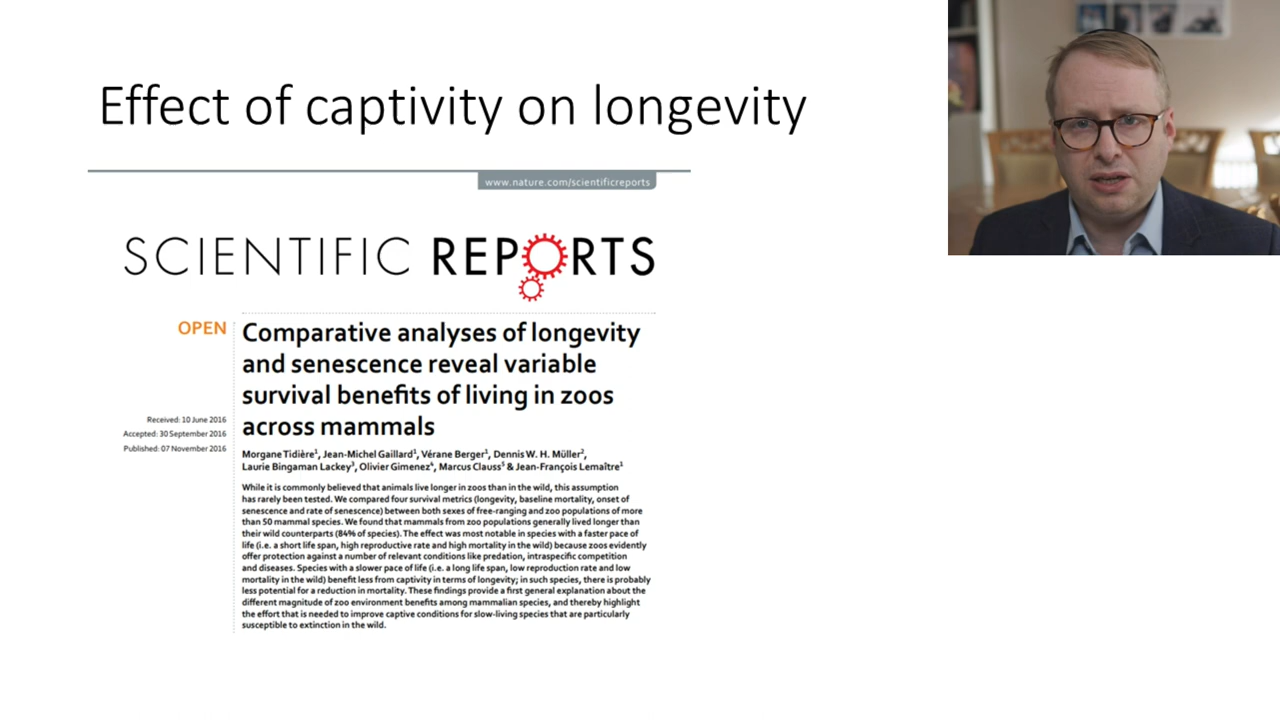 Effect of captivity on longevity
www.nature.com/scientificreports
SCIENTIFIC REPORTS
OPEN
Comparative analyses of longevity
and senescence reveal variable
survival benefits of living in zoos
across mammals
Received: 10 June 2016
Accepted: 30 September 2016
Published: 07 November 2016
Morgane Tidière¹, Jean-Michel Gaillard¹, Vérane Berger¹, Dennis W. H. Müller²,
Laurie Bingaman Lackey³, Olivier Gimenez⁴, Marcus Clauss⁵ & Jean-François Lemaître¹
While it is commonly believed that animals live longer in zoos than in the wild, this assumption
has rarely been tested. We compared four survival metrics (longevity, baseline mortality, onset of
senescence and rate of senescence) between both sexes of free-ranging and zoo populations of more
than 50 mammal species. We found that mammals from zoo populations generally lived longer than
their wild counterparts (84% of species). The effect was most notable in species with a faster pace of
life (i.e. a short life span, high reproductive rate and high mortality in the wild) because zoos evidently
offer protection against a number of relevant conditions like predation, intraspecific competition
and diseases. Species with a slower pace of life (i.e. a long life span, low reproduction rate and low
mortality in the wild) benefit less from captivity in terms of longevity; in such species, there is probably
less potential for a reduction in mortality. These findings provide a first general explanation about the
different magnitude of zoo environment benefits among mammalian species, and thereby highlight
the effort that is needed to improve captive conditions for slow-living species that are particularly
susceptible to extinction in the wild.